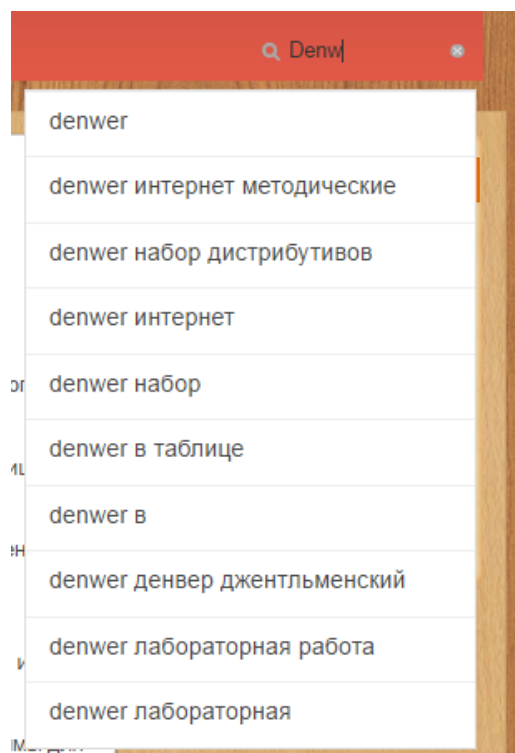 Denw
denwer
denwer интернет методические
denwer набор дистрибутивов
denwer интернет
denwer набор
denwer в таблице
denwer в
denwer денвер джентльменский
denwer лабораторная работа
denwer лабораторная